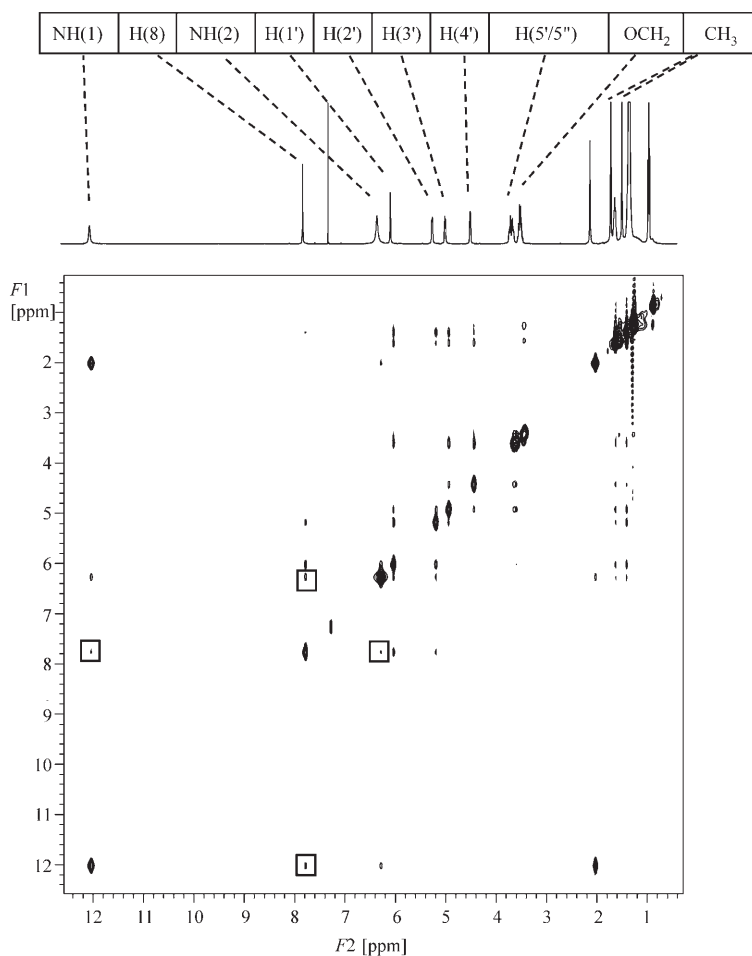 NH(1) H(8) NH(2) H(1') H(2') H(3') H(4') H(5'/5'') OCH₂ CH₃
F1
[ppm]
2
3
4
5
6
7
8
9
10
11
12
12 11 10 9 8 7 6 5 4 3 2 1
F2 [ppm]